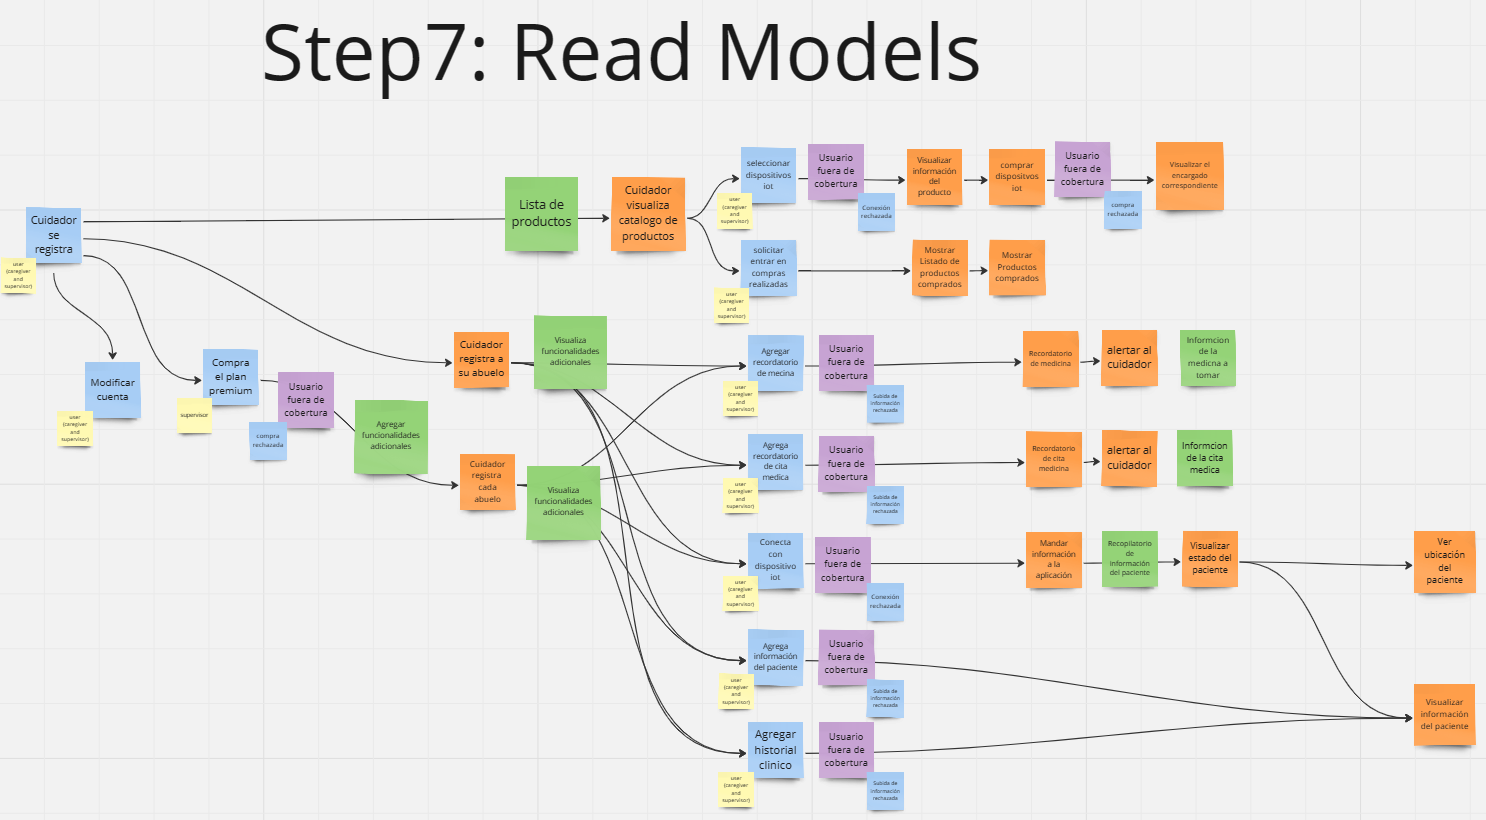 Step7: Read Models
Cuidador
se
registra
user
(caregiver
and
supervisor)
Modificar
cuenta
user
(caregiver
and
supervisor)
Compra
el plan
premium
supervisor
Usuario
fuera de
cobertura
compra
rechazada
Agregar
funcionalidades
adicionales
Lista de
productos
Cuidador
visualiza
catalogo de
productos
seleccionar
dispositivos
iot
user
(caregiver
and
supervisor)
Usuario
fuera de
cobertura
Conexión
rechazada
Visualizar
información
del
producto
comprar
dispositvos
iot
Usuario
fuera de
cobertura
compra
rechazada
Visualizar el
encargado
correspondiente
solicitar
entrar en
compras
realizadas
user
(caregiver
and
supervisor)
Mostrar
Listado de
productos
comprados
Mostrar
Productos
comprados
Cuidador
registra a
su abuelo
Visualiza
funcionalidades
adicionales
Cuidador
registra
cada
abuelo
Visualiza
funcionalidades
adicionales
Agregar
recordatorio
de mecina
user
(caregiver
and
supervisor)
Usuario
fuera de
cobertura
Subida de
información
rechazada
Recordatorio
de medicina
alertar al
cuidador
Informcion
de la
medicna a
tomar
Agrega
recordatorio
de cita
medica
user
(caregiver
and
supervisor)
Usuario
fuera de
cobertura
Subida de
información
rechazada
Recordatorio
de cita
medicina
alertar al
cuidador
Informcion
de la cita
medica
Conecta
con
dispositivo
iot
user
(caregiver
and
supervisor)
Usuario
fuera de
cobertura
Conexión
rechazada
Mandar
información
a la
aplicación
Recopilatorio
de
información
del paciente
Visualizar
estado del
paciente
Ver
ubicación
del
paciente
Agrega
información
del paciente
user
(caregiver
and
supervisor)
Usuario
fuera de
cobertura
Subida de
información
rechazada
Visualizar
información
del paciente
Agregar
historial
clinico
user
(caregiver
and
supervisor)
Usuario
fuera de
cobertura
Subida de
información
rechazada